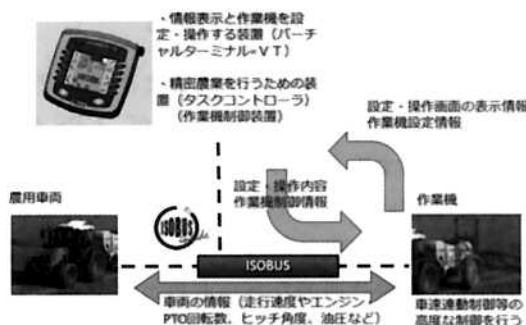 ・情報表示と作業機を設
定・操作する装置（バーチ
ャルターミナル=VT）
・精密農業を行うための装
置（タスクコントローラ）
（作業機制御装置）
設定・操作画面の表示情報
作業機設定情報
農用車両
設定・操作内容
作業機制御情報
作業機
ISOBUS
ISOBUS
車両の情報（走行速度やエンジン
PTO回転数、ヒッチ角度、油圧など）
車速連動制御等の
高度な制御を行う